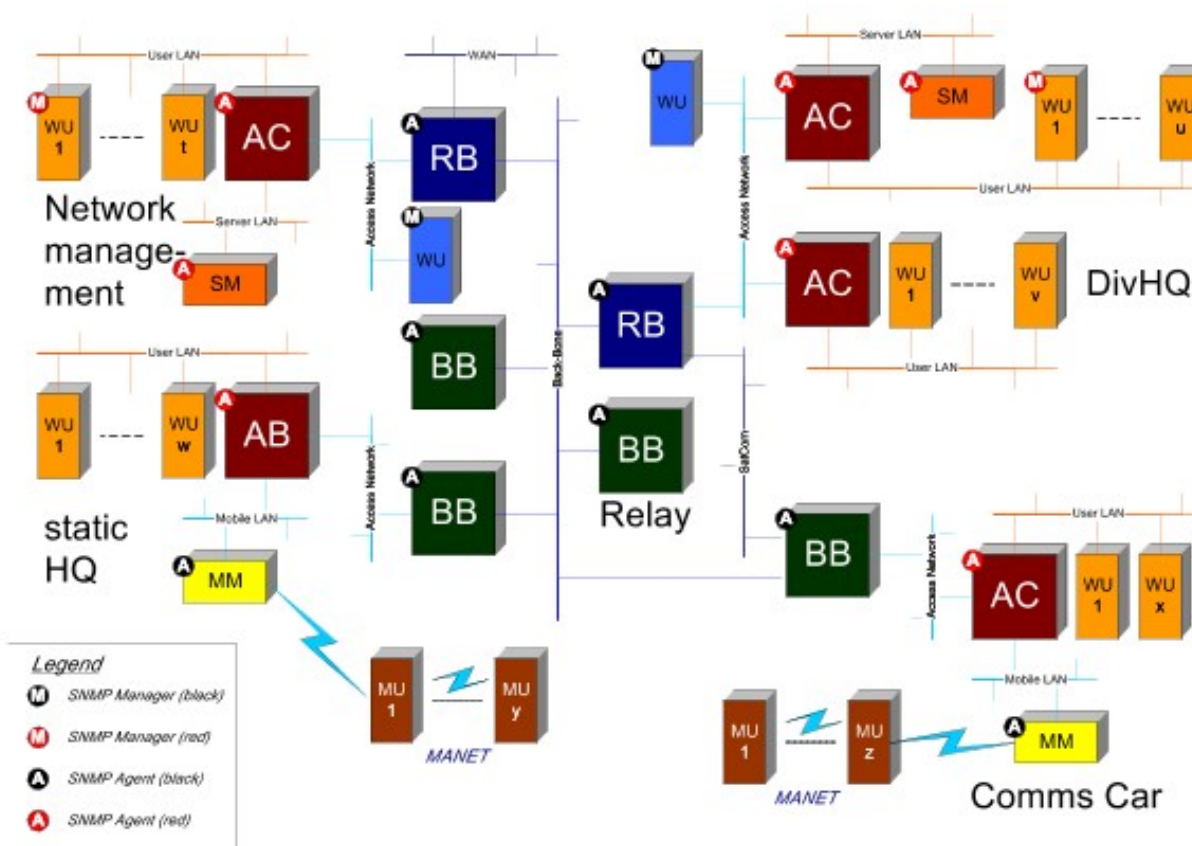 User LAN
M
WU
1
WU
t
A
AC
Network
manage-
ment
Server LAN
A
SM
WAN
A
RB
Access Network
M
WU
A
BB
M
WU
Access Network
Server LAN
A
AC
A
SM
M
WU
1
WU
u
User LAN
A
AC
WU
1
WU
v
DivHQ
User LAN
A
RB
Back-Bone
A
BB
Relay
SatCom
User LAN
WU
1
WU
w
A
AB
Access Network
A
BB
static
HQ
Mobile LAN
A
MM
MU
1
MU
y
MANET
A
BB
Access Network
User LAN
A
AC
WU
1
WU
x
Mobile LAN
A
MM
MU
1
MU
z
MANET
Comms Car
Legend
M SNMP Manager (black)
M SNMP Manager (red)
A SNMP Agent (black)
A SNMP Agent (red)